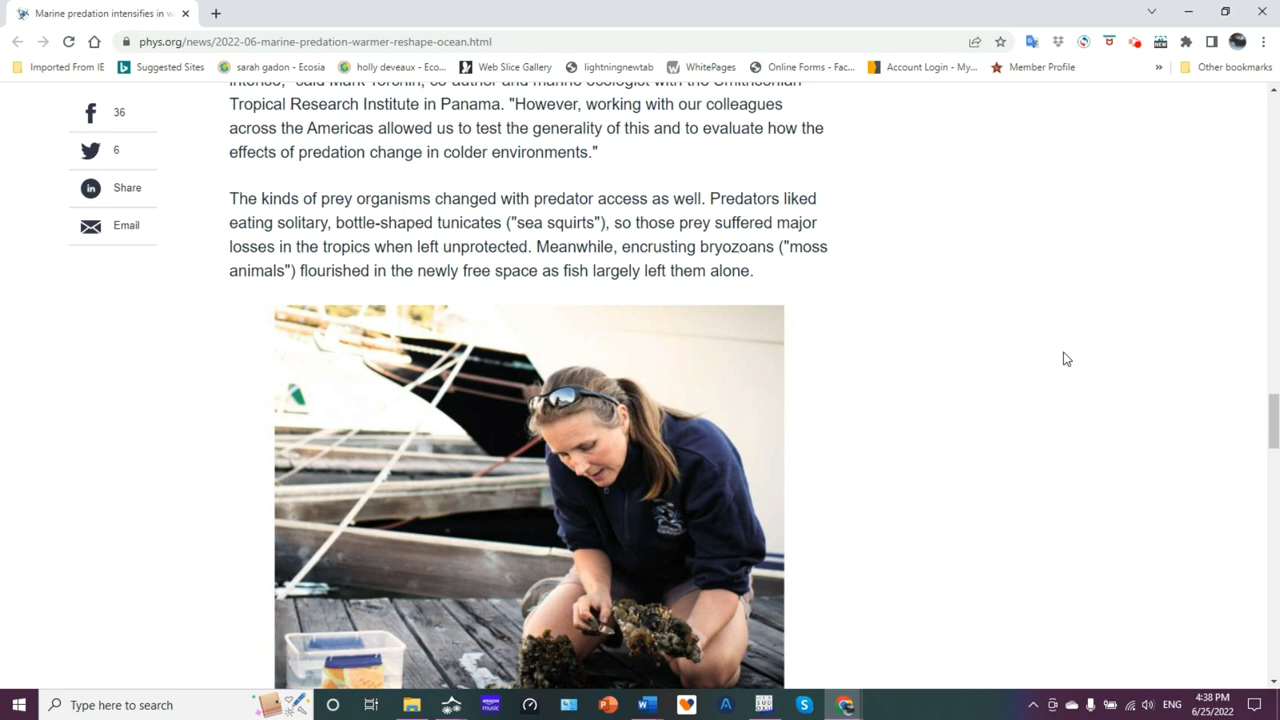 Marine predation intensifies in w
phys.org/news/2022-06-marine-predation-warmer-reshape-ocean.html
Imported From IE
Suggested Sites
sarah gadon - Ecosia
holly deveaux - Eco...
Web Slice Gallery
lightningnewtab
WhitePages
Online Forms - Fac...
Account Login - My...
Member Profile
»
Other bookmarks
Tropical Research Institute in Panama. "However, working with our colleagues
across the Americas allowed us to test the generality of this and to evaluate how the
effects of predation change in colder environments."
36
6
Share
Email
The kinds of prey organisms changed with predator access as well. Predators liked
eating solitary, bottle-shaped tunicates ("sea squirts"), so those prey suffered major
losses in the tropics when left unprotected. Meanwhile, encrusting bryozoans ("moss
animals") flourished in the newly free space as fish largely left them alone.
Type here to search
ENG
4:38 PM
6/25/2022